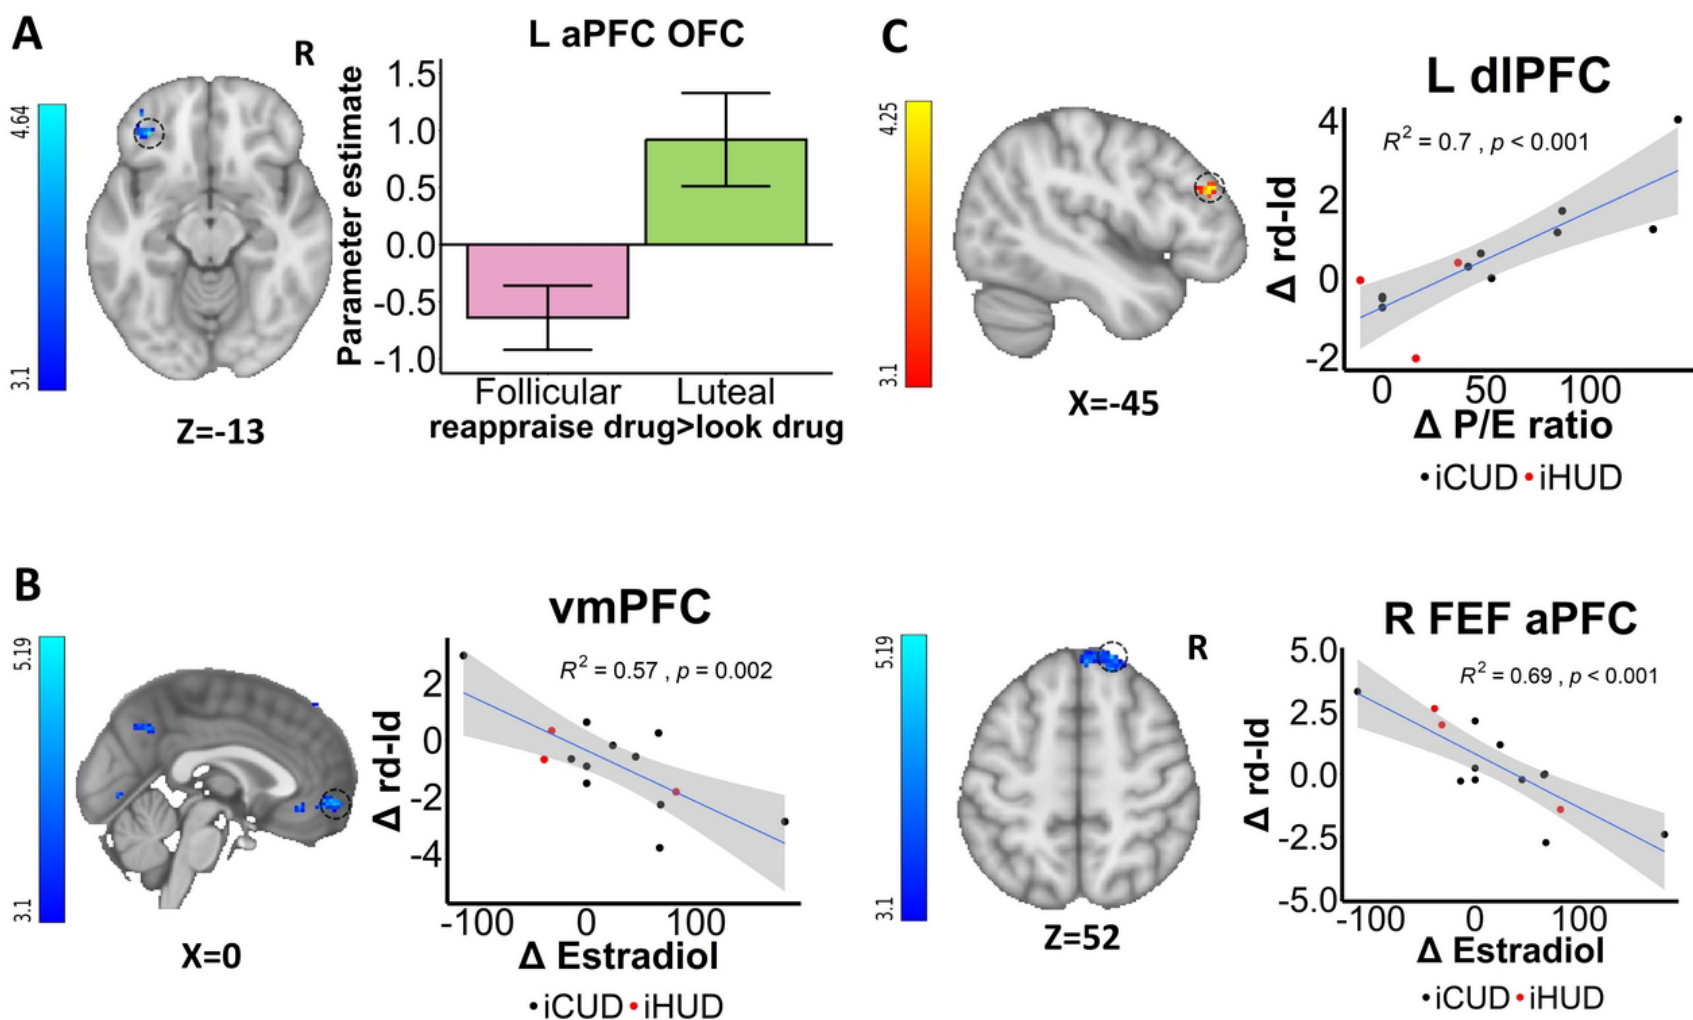 A
R
4.64
3.1
Z=-13
L aPFC OFC
Parameter estimate
1.5
1.0
0.5
0.0
-0.5
-1.0
Follicular Luteal
reappraise drug>look drug
C
4.25
3.1
X=-45
L dlPFC
R² = 0.7 , p < 0.001
Δ rd-ld
4
2
0
-2
0 50 100
Δ P/E ratio
iCUD iHUD
B
5.19
3.1
X=0
vmPFC
R² = 0.57 , p = 0.002
Δ rd-ld
2
0
-2
-4
-100 0 100
Δ Estradiol
iCUD iHUD
5.19
3.1
R
Z=52
R FEF aPFC
R² = 0.69 , p < 0.001
Δ rd-ld
5.0
2.5
0.0
-2.5
-5.0
-100 0 100
Δ Estradiol
iCUD iHUD